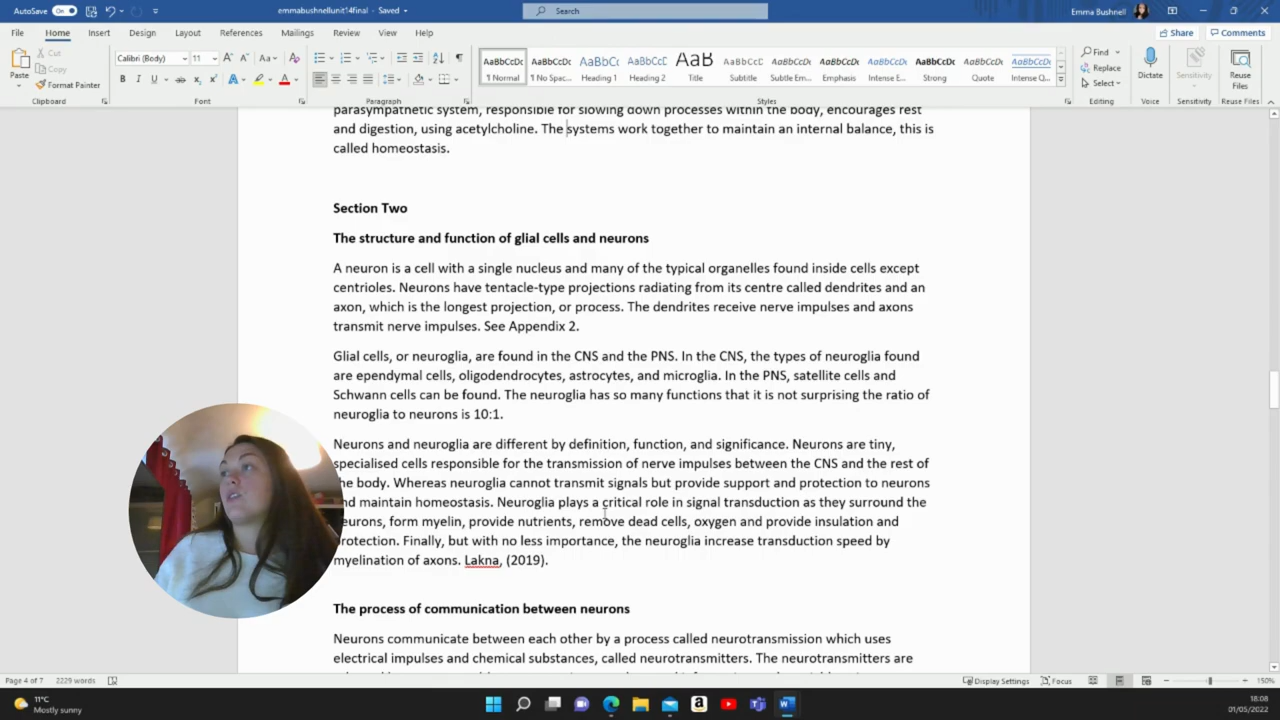 AutoSave On emmabushnellunit14final - Saved Search Emma Bushnell
File Home Insert Design Layout References Mailings Review View Help Share Comments
Cut
Copy
Format Painter
Paste
Calibri (Body) 11
AaBbCcDc AaBbCcDc AaBbC AaBbCcC AaB AaBbCcC AaBbCcDc AaBbCcDc AaBbCcDc AaBbCcDc AaBbCcDc AaBbCcDc
¶ Normal ¶ No Spac... Heading 1 Heading 2 Title Subtitle Subtle Em... Emphasis Intense E... Strong Quote Intense Q...
Find
Replace
Select
Dictate Sensitivity Reuse Files
Clipboard Font Paragraph Styles Editing Voice Sensitivity Reuse Files
parasympathetic system, responsible for slowing down processes within the body, encourages rest
and digestion, using acetylcholine. The systems work together to maintain an internal balance, this is
called homeostasis.
Section Two
The structure and function of glial cells and neurons
A neuron is a cell with a single nucleus and many of the typical organelles found inside cells except
centrioles. Neurons have tentacle-type projections radiating from its centre called dendrites and an
axon, which is the longest projection, or process. The dendrites receive nerve impulses and axons
transmit nerve impulses. See Appendix 2.
Glial cells, or neuroglia, are found in the CNS and the PNS. In the CNS, the types of neuroglia found
are ependymal cells, oligodendrocytes, astrocytes, and microglia. In the PNS, satellite cells and
Schwann cells can be found. The neuroglia has so many functions that it is not surprising the ratio of
neuroglia to neurons is 10:1.
Neurons and neuroglia are different by definition, function, and significance. Neurons are tiny,
specialised cells responsible for the transmission of nerve impulses between the CNS and the rest of
the body. Whereas neuroglia cannot transmit signals but provide support and protection to neurons
and maintain homeostasis. Neuroglia plays a critical role in signal transduction as they surround the
neurons, form myelin, provide nutrients, remove dead cells, oxygen and provide insulation and
protection. Finally, but with no less importance, the neuroglia increase transduction speed by
myelination of axons. Lakna, (2019).
The process of communication between neurons
Neurons communicate between each other by a process called neurotransmission which uses
electrical impulses and chemical substances, called neurotransmitters. The neurotransmitters are
Page 4 of 7 2229 words Display Settings Focus 150%
11°C
Mostly sunny
18:08
01/05/2022